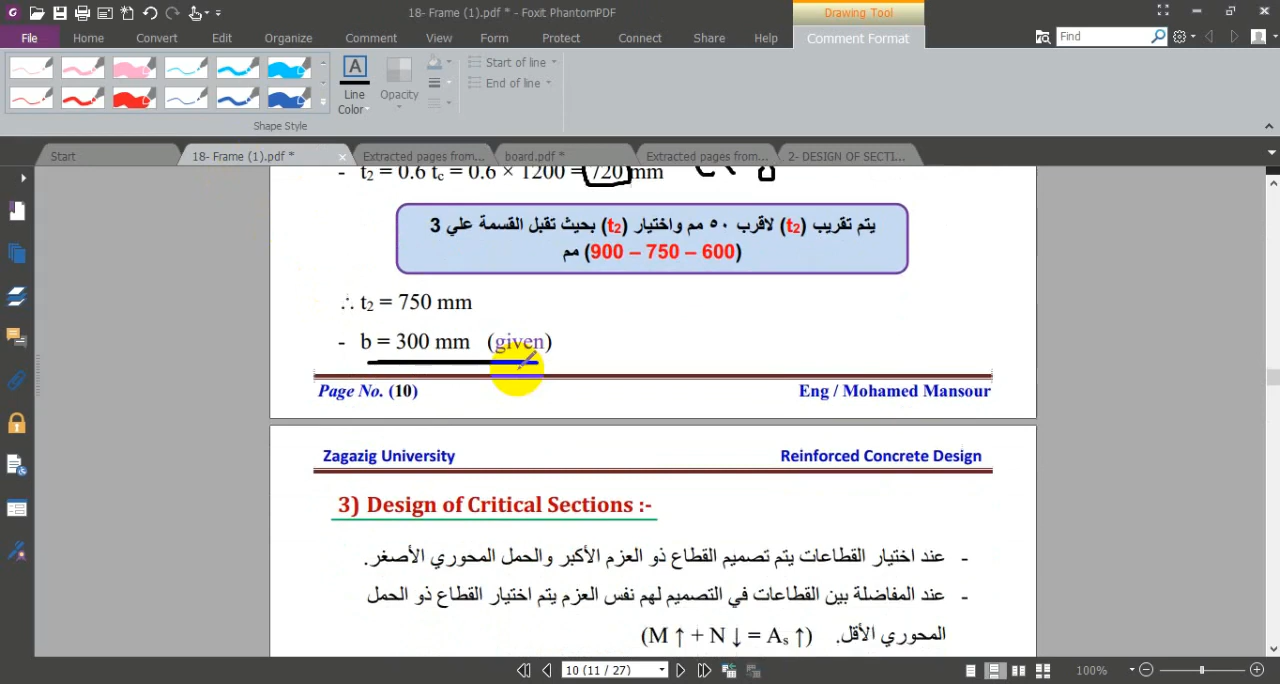 18- Frame (1).pdf * - Foxit PhantomPDF
Drawing Tool
File Home Convert Edit Organize Comment View Form Protect Connect Share Help Comment Format
Find
Line Color
Opacity
Start of line
End of line
Shape Style
Start
18- Frame (1).pdf *
Extracted pages from...
board.pdf *
Extracted pages from...
2- DESIGN OF SECTI...
- t2 = 0.6 tc = 0.6 × 1200 = 720 mm
يتم تقريب (t2) لاقرب ٥٠ مم واختيار (t2) بحيث تقبل القسمة علي 3
(600 – 750 – 900) مم
∴ t2 = 750 mm
- b = 300 mm (given)
Page No. (10)
Eng / Mohamed Mansour
Zagazig University
Reinforced Concrete Design
3) Design of Critical Sections :-
- عند اختيار القطاعات يتم تصميم القطاع ذو العزم الأكبر والحمل المحوري الأصغر.
- عند المفاضلة بين القطاعات في التصميم لهم نفس العزم يتم اختيار القطاع ذو الحمل
المحوري الأقل. (M ↑ + N ↓ = As ↑)
10 (11 / 27)
100%